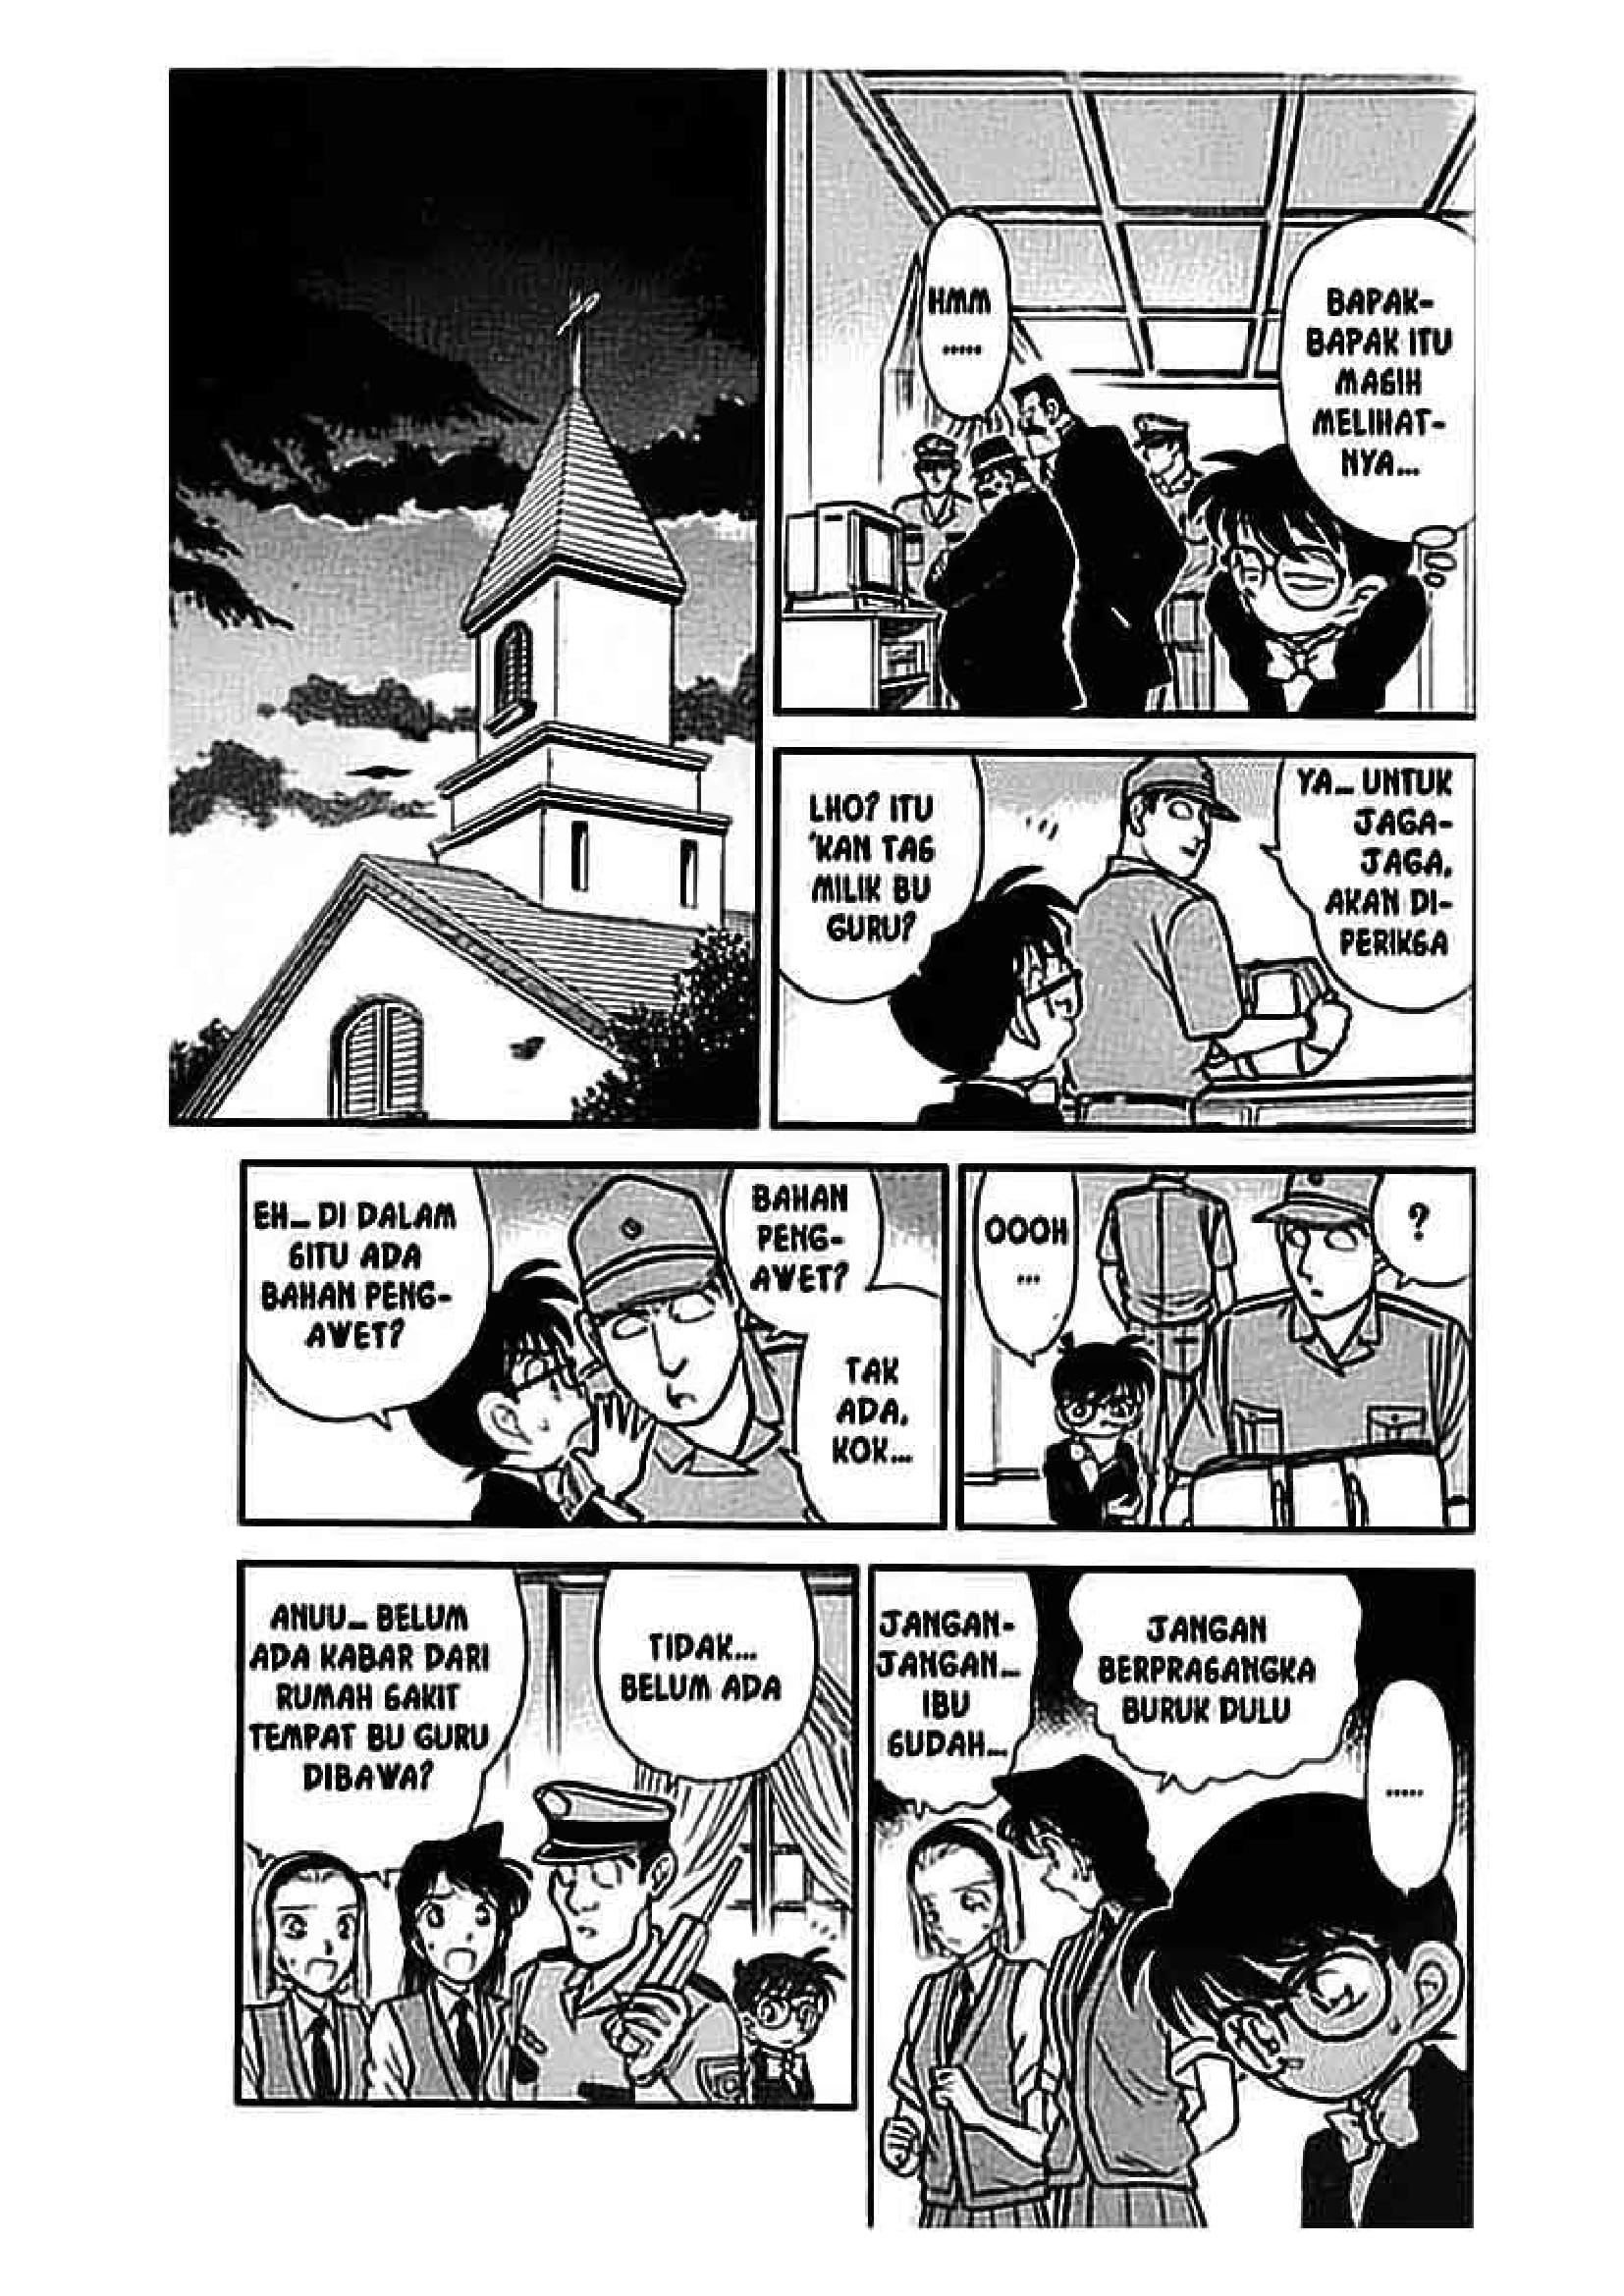 HMM
.....
BAPAK-
BAPAK ITU
MASIH
MELIHAT-
NYA...
LHO? ITU
'KAN TAS
MILIK BU
GURU?
YA... UNTUK
JAGA-
JAGA,
AKAN DI-
PERIKSA
EH... DI DALAM
SITU ADA
BAHAN PENG-
AWET?
BAHAN
PENG-
AWET?
TAK
ADA,
KOK...
OOOH
...
?
ANUU... BELUM
ADA KABAR DARI
RUMAH SAKIT
TEMPAT BU GURU
DIBAWA?
TIDAK...
BELUM ADA
JANGAN-
JANGAN...
IBU
SUDAH...
JANGAN
BERPRASANGKA
BURUK DULU
.....